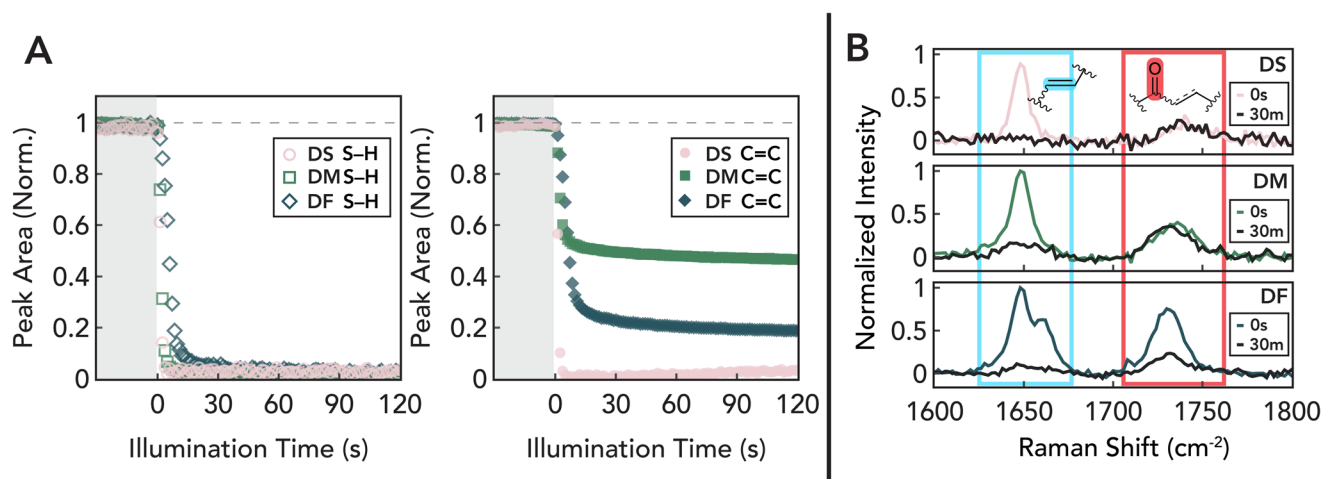 A
Peak Area (Norm.)
1
0.8
0.6
0.4
0.2
0
DS S–H
DM S–H
DF S–H
0 30 60 90 120
Illumination Time (s)
Peak Area (Norm.)
1
0.8
0.6
0.4
0.2
0
DS C=C
DM C=C
DF C=C
0 30 60 90 120
Illumination Time (s)
B
Normalized Intensity
1
0.5
0
O
DS
0s
30m
1
0.5
0
DM
0s
30m
1
0.5
0
DF
0s
30m
1600 1650 1700 1750 1800
Raman Shift (cm⁻²)